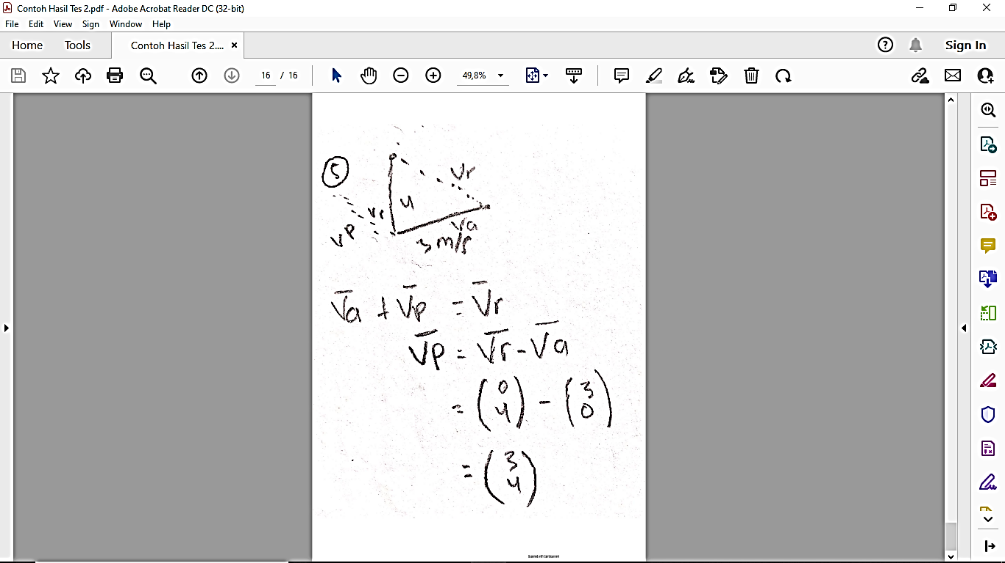 Contoh Hasil Tes 2.pdf - Adobe Acrobat Reader DC (32-bit)
File Edit View Sign Window Help
Home Tools Contoh Hasil Tes 2.... × Sign In
16 / 16 49,8%
5
Vr
4
Vr
Va
VP
3 m/s
V̄a + V̄p = V̄r
V̄p = V̄r - V̄a
= (0 4) - (3 0)
= (3 4)